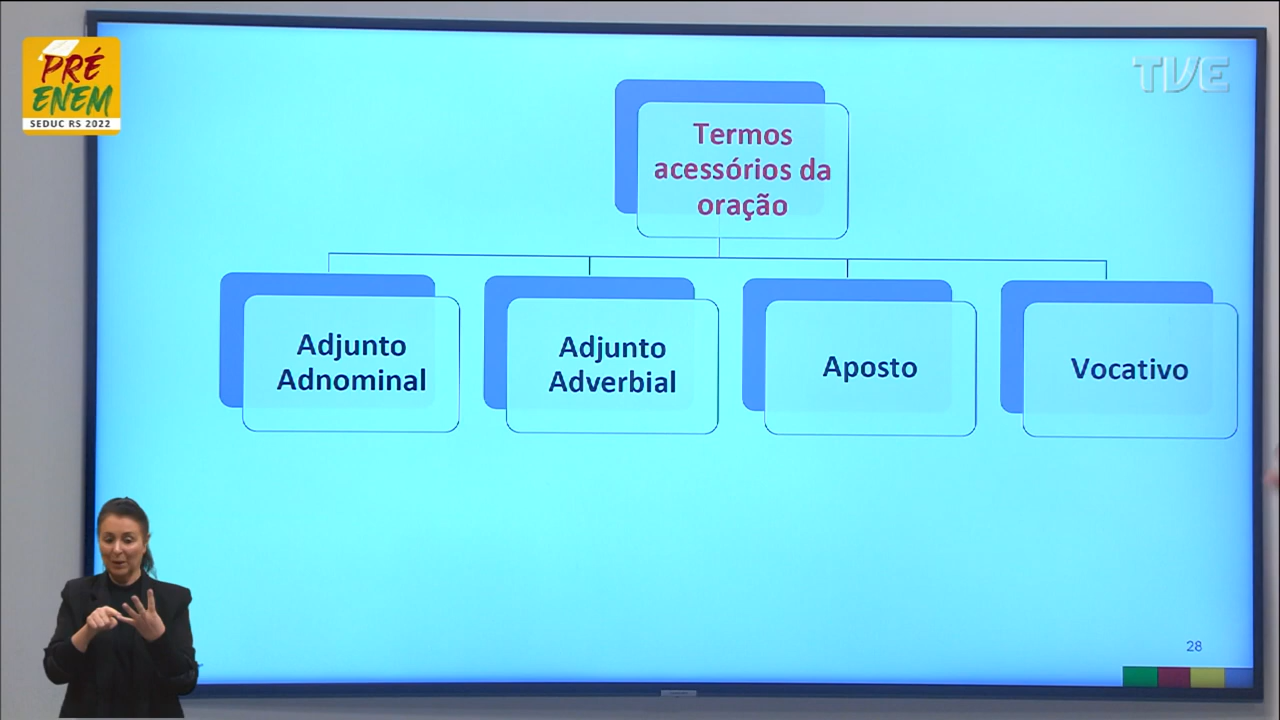 PRÉ
ENEM
SEDUC RS 2022
TVE
Termos
acessórios da
oração
Adjunto
Adnominal
Adjunto
Adverbial
Aposto
Vocativo
28